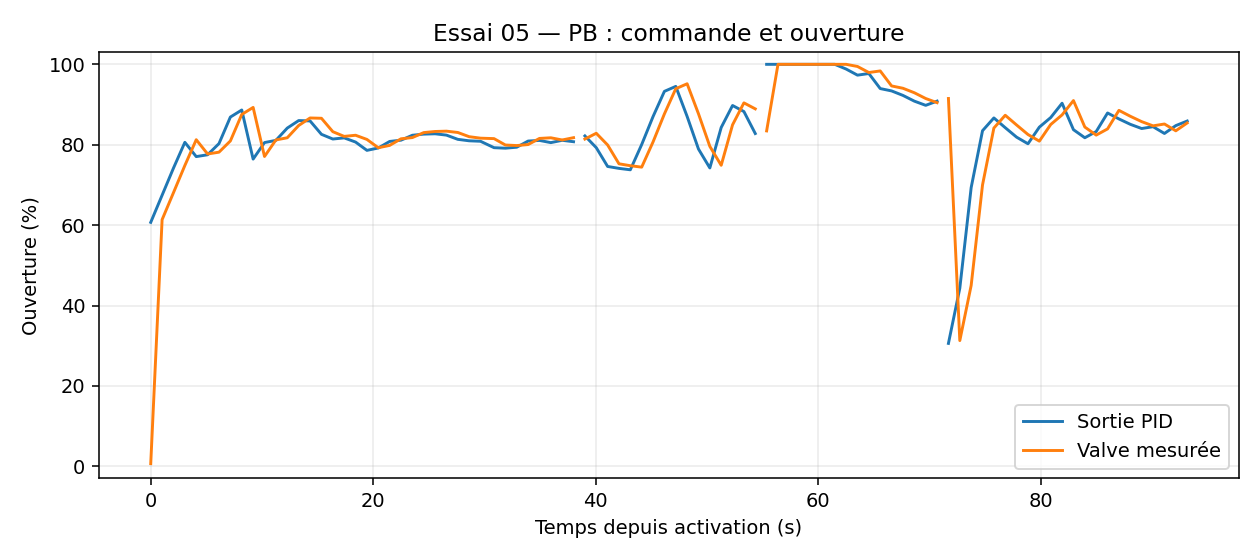 Essai 05 — PB : commande et ouverture
Ouverture (%)
100
80
60
40
20
0
0 20 40 60 80
Temps depuis activation (s)
Sortie PID
Valve mesurée